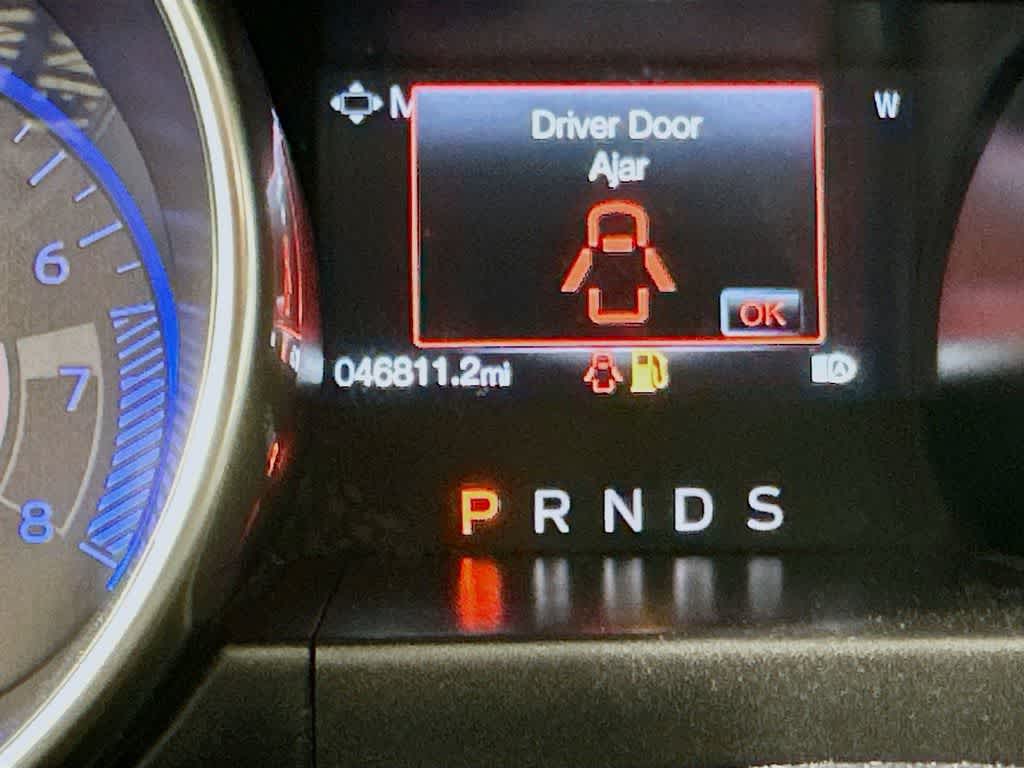 M
W
Driver Door
Ajar
OK
046811.2mi
A
P R N D S
6
7
8